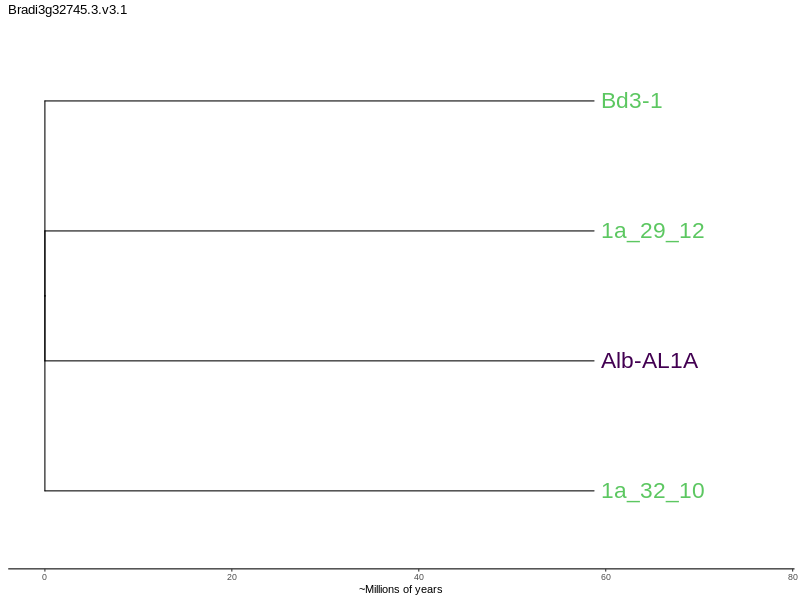 Bradi3g32745.3.v3.1
Bd3-1
1a_29_12
Alb-AL1A
1a_32_10
0 20 40 60 80
~Millions of years